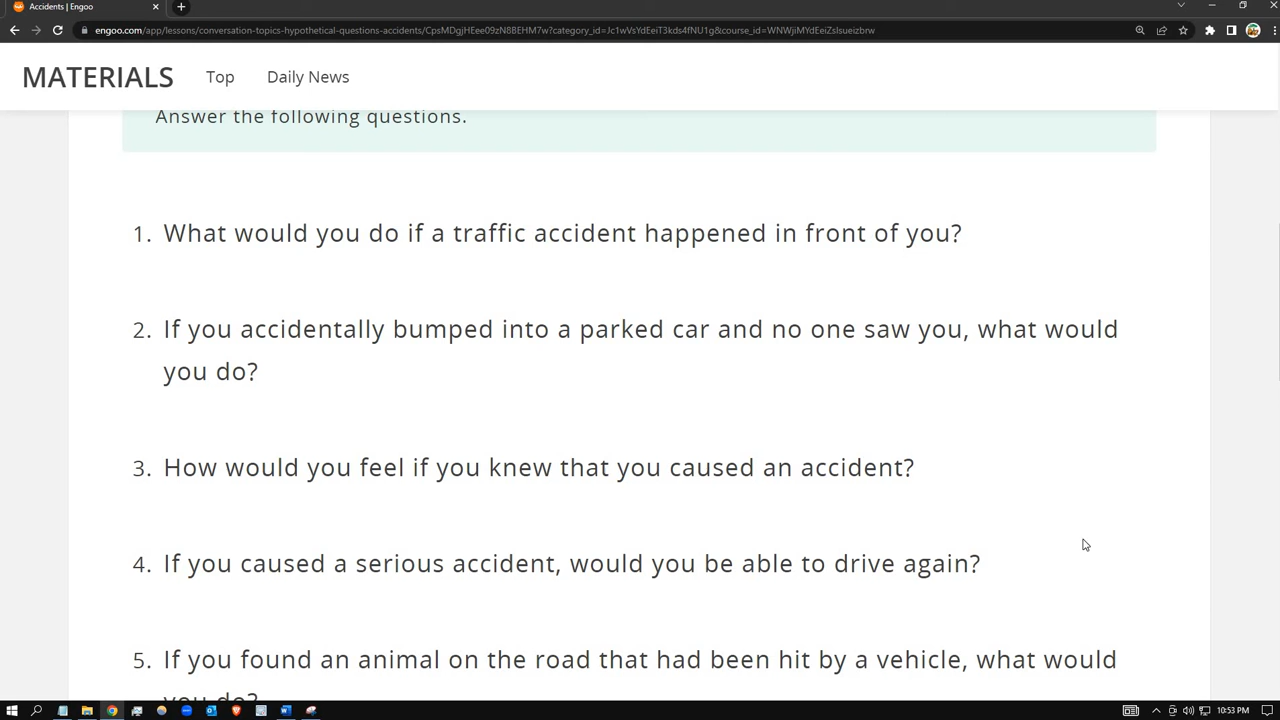 Accidents | Engoo
engoo.com/app/lessons/conversation-topics-hypothetical-questions-accidents/CpsMDgjHEee09zN8BEHM7w?category_id=Jc1wVsYdEeiT3kds4fNU1g&course_id=WNWjiMYdEeiZslsueizbrw
MATERIALS Top Daily News
Answer the following questions.
1. What would you do if a traffic accident happened in front of you?
2. If you accidentally bumped into a parked car and no one saw you, what would
you do?
3. How would you feel if you knew that you caused an accident?
4. If you caused a serious accident, would you be able to drive again?
5. If you found an animal on the road that had been hit by a vehicle, what would
you do?
10:53 PM